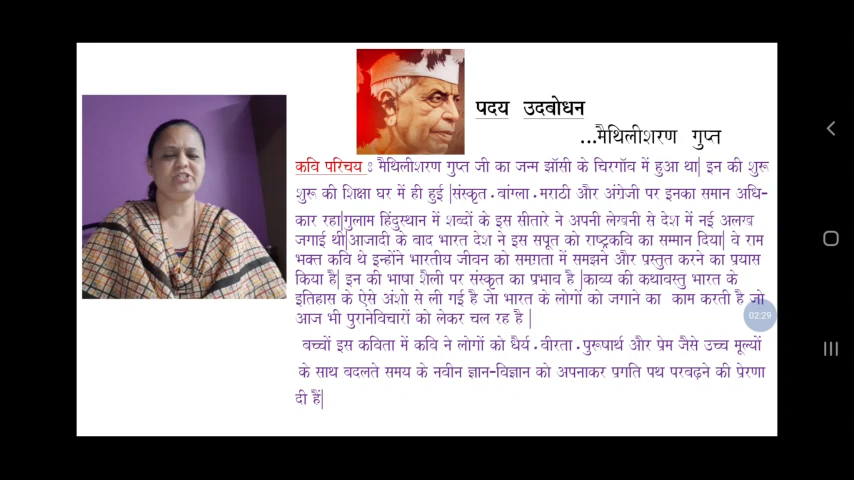 पदय उदबोधन
...मैथिलीशरण गुप्त
कवि परिचय : मैथिलीशरण गुप्त जी का जन्म झाँसी के चिरगाँव में हुआ था| इन की शुरू
शुरू की शिक्षा घर में ही हुई |संस्कृत.वांग्ला.मराठी और अंग्रेजी पर इनका समान अधि-
कार रहा|गुलाम हिंदुस्थान में शब्दों के इस सीतारे ने अपनी लेखनी से देश में नई अलख
जगाई थी|आजादी के बाद भारत देश ने इस सपूत को राष्ट्रकवि का सम्मान दिया| वे राम
भक्त कवि थे इन्होंने भारतीय जीवन को समग्रता में समझने और प्रस्तुत करने का प्रयास
किया है| इन की भाषा शैली पर संस्कृत का प्रभाव है |काव्य की कथावस्तु भारत के
इतिहास के ऐसे अंशो से ली गई है जो भारत के लोगों को जगाने का काम करती है जो
आज भी पुरानेविचारों को लेकर चल रह है |
02:29
बच्चों इस कविता में कवि ने लोगों को धैर्य.वीरता.पुरूषार्थ और प्रेम जैसे उच्च मूल्यों
के साथ बदलते समय के नवीन ज्ञान-विज्ञान को अपनाकर प्रगति पथ परबढ़ने की प्रेरणा
दी हैं|